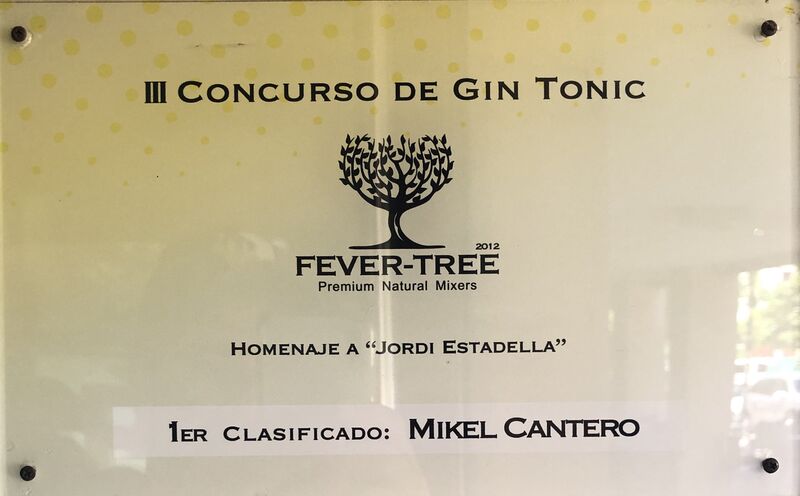 III CONCURSO DE GIN TONIC
2012
FEVER-TREE
Premium Natural Mixers
HOMENAJE A “JORDI ESTADELLA”
1ER CLASIFICADO: MIKEL CANTERO